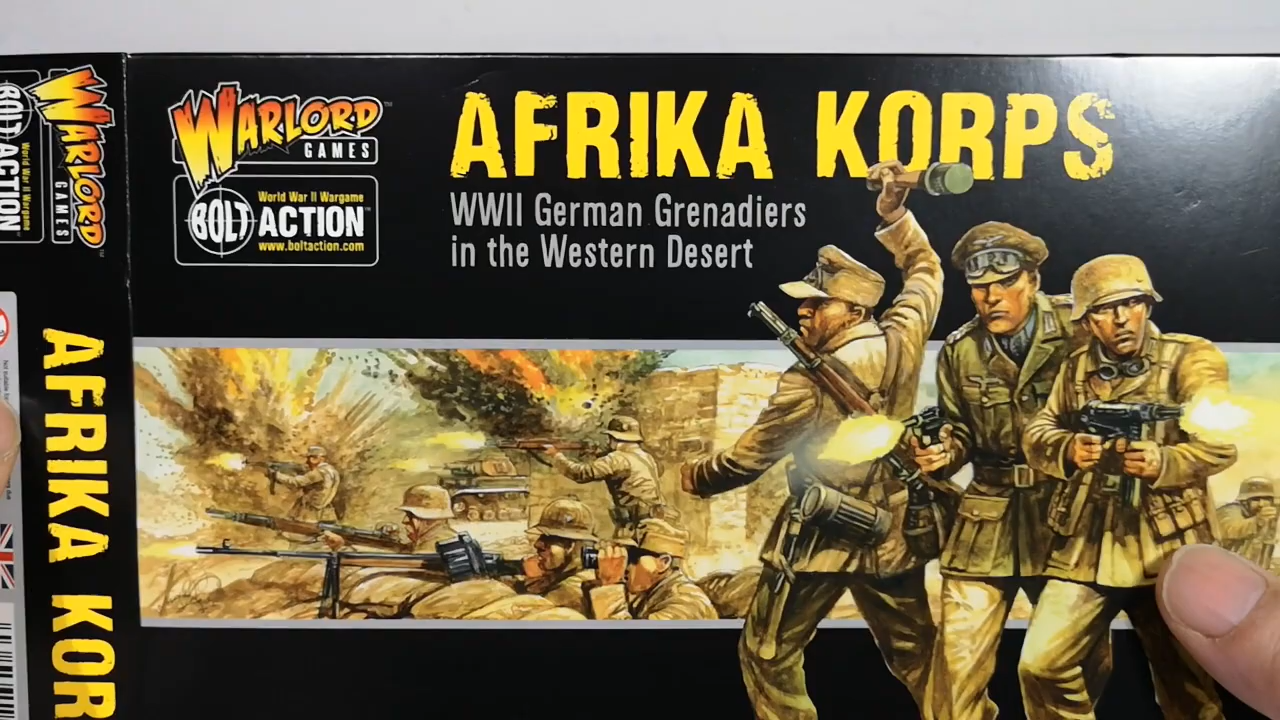 WARLORD
GAMES
BOLT ACTION
World War II Wargame
www.boltaction.com
AFRIKA KORPS
WWII German Grenadiers
in the Western Desert
WARLORD
GAMES
BOLT ACTION
World War II Wargame
AFRIKA KOR